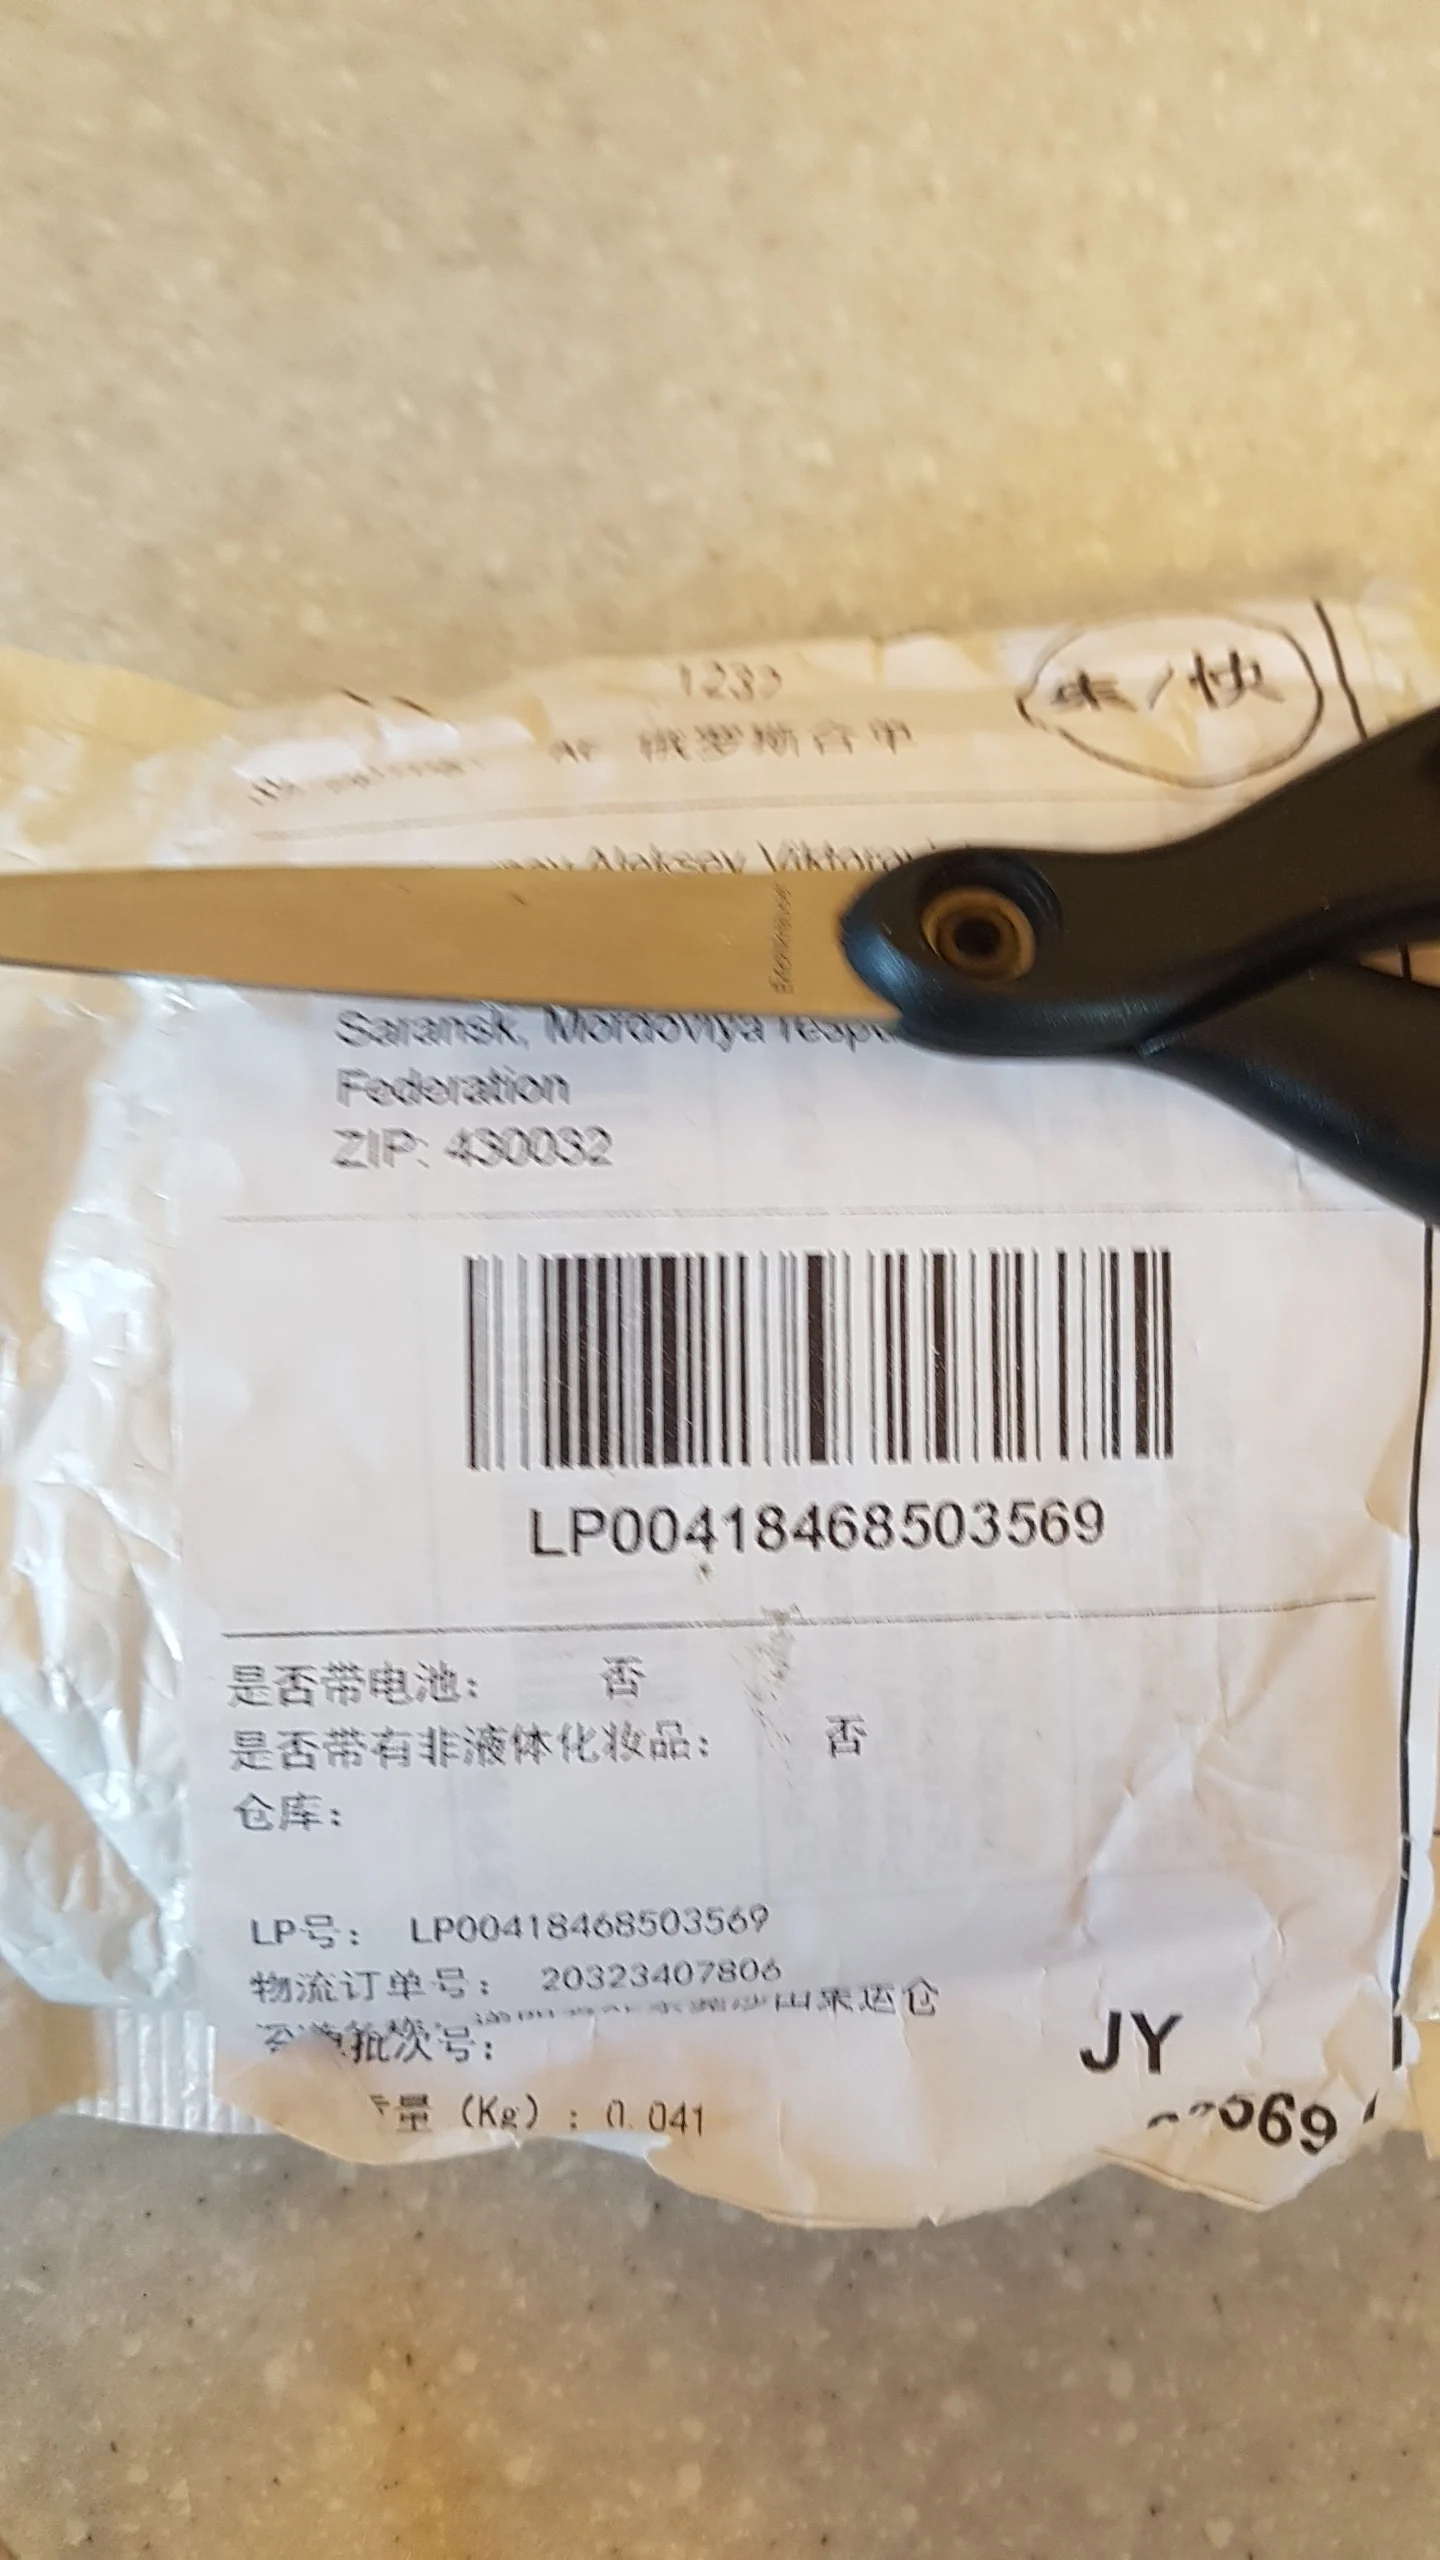 俄罗斯合单
Aleksey
Saransk, Mordoviya
Federation
ZIP: 430032
LP00418468503569
是否带电池: 否
是否带有非液体化妆品: 否
仓库:
LP号: LP00418468503569
物流订单号: 20323407806
批次号:
量 (Kg) : 0.041
JY